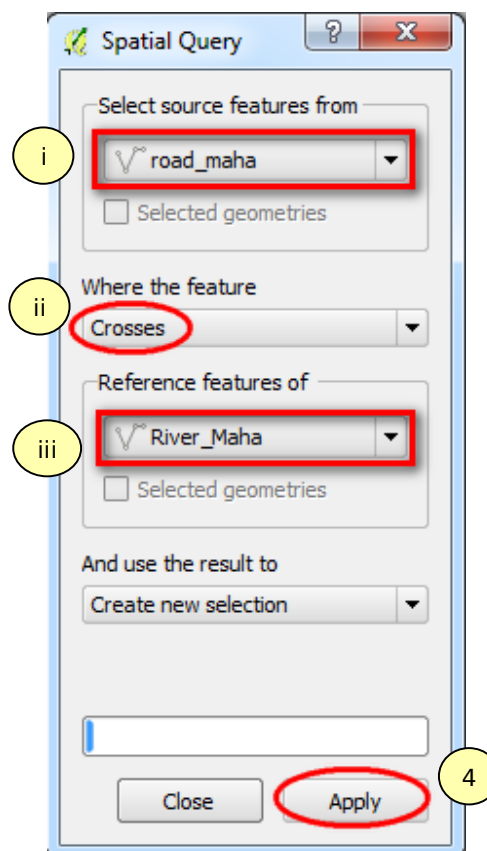 Spatial Query
Select source features from
i
road_maha
Selected geometries
Where the feature
ii
Crosses
Reference features of
iii
River_Maha
Selected geometries
And use the result to
Create new selection
4
Close
Apply